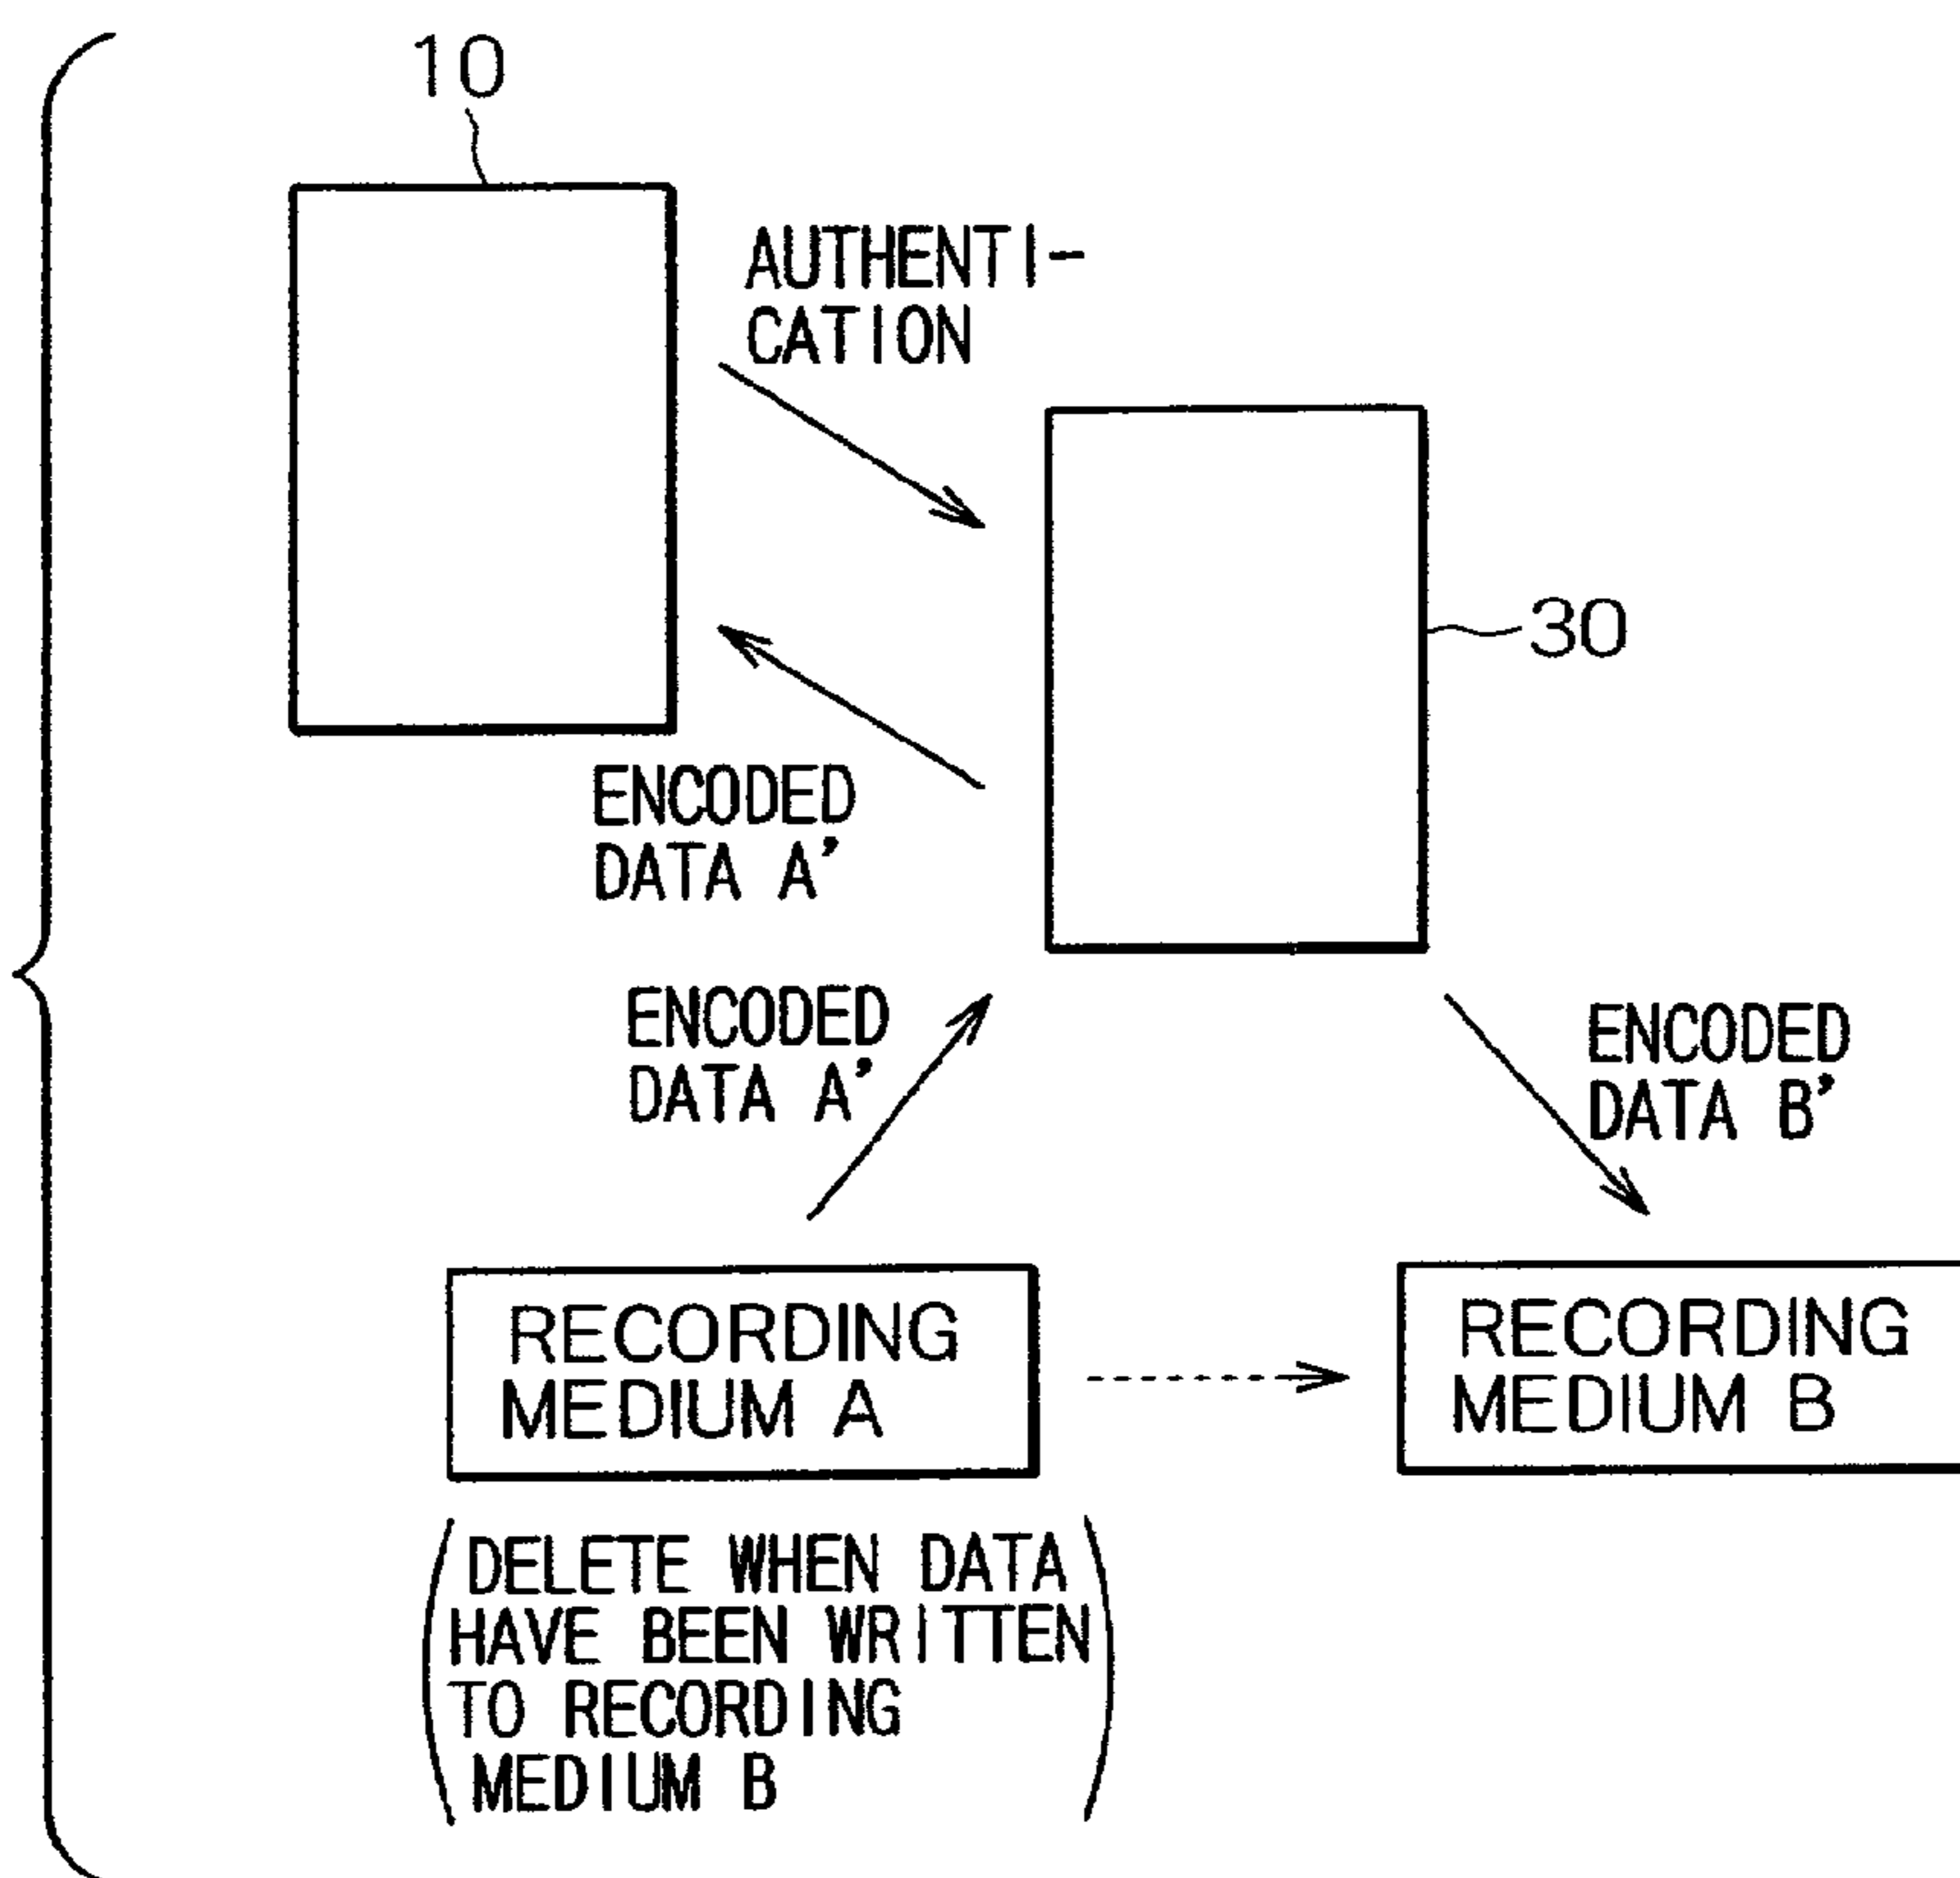 10
AUTHENTI-
CATION
30
ENCODED
DATA A'
ENCODED
DATA A'
ENCODED
DATA B'
RECORDING
MEDIUM A
RECORDING
MEDIUM B
DELETE WHEN DATA
HAVE BEEN WRITTEN
TO RECORDING
MEDIUM B